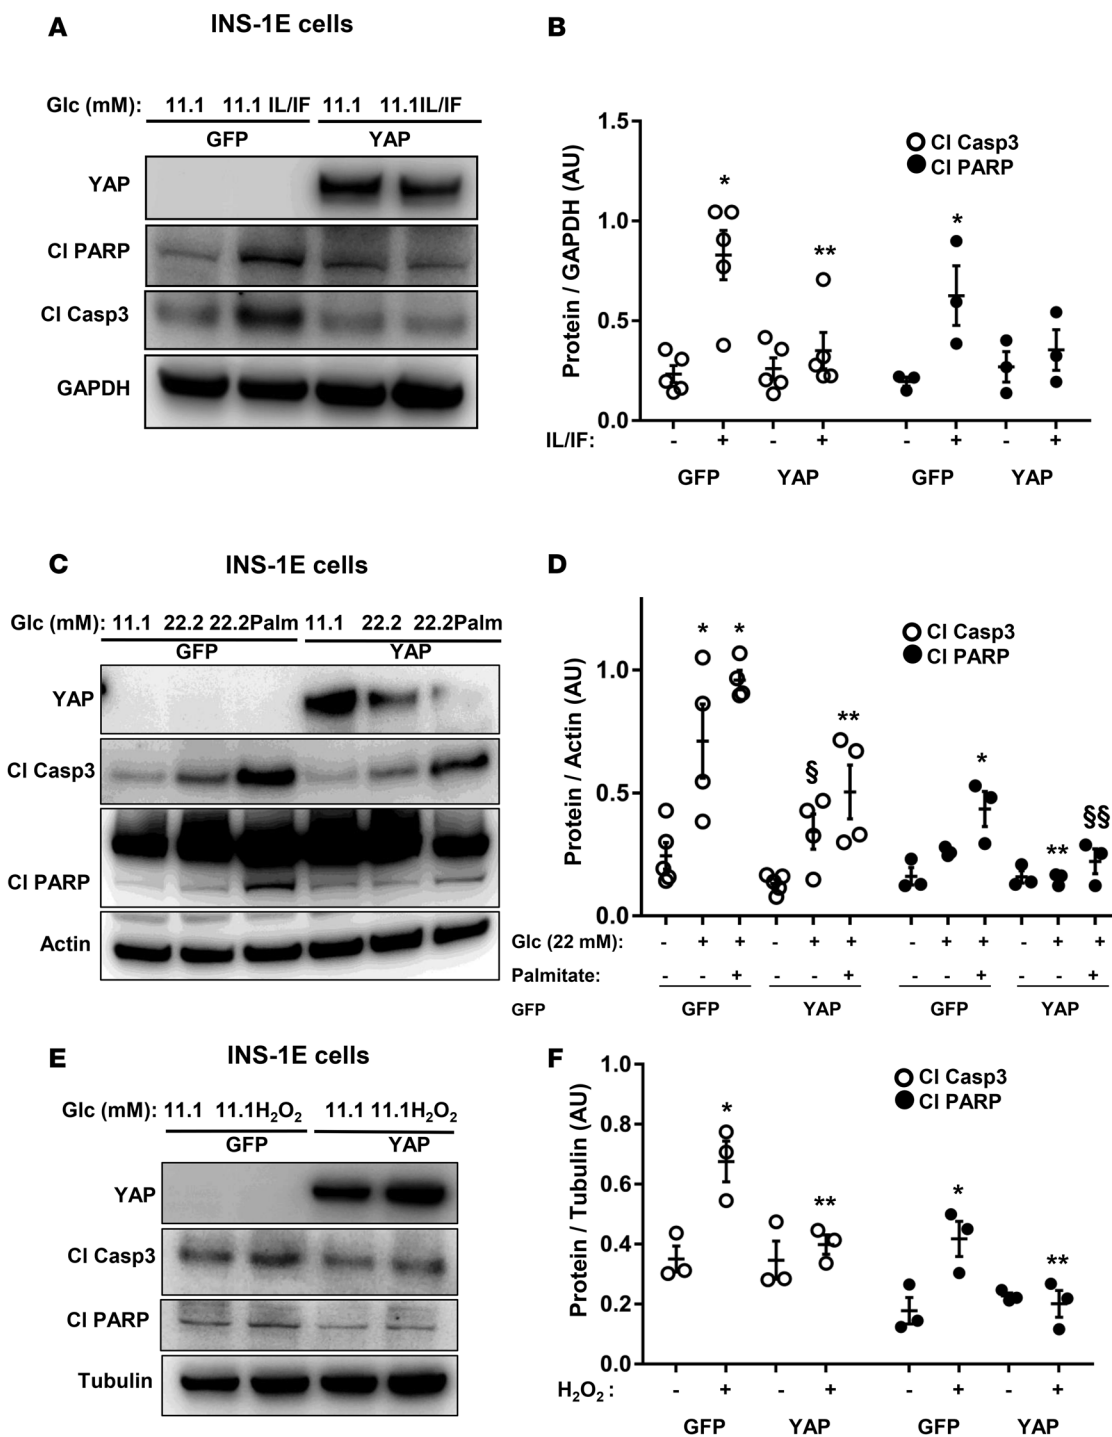 A
INS-1E cells
Glc (mM): 11.1 11.1 IL/IF 11.1 11.1IL/IF
GFP YAP
YAP
Cl PARP
Cl Casp3
GAPDH
B
Protein / GAPDH (AU)
1.5
1.0
0.5
0.0
Cl Casp3
Cl PARP
* ** *
IL/IF: - + - + - + - +
GFP YAP GFP YAP
C
INS-1E cells
Glc (mM): 11.1 22.2 22.2Palm 11.1 22.2 22.2Palm
GFP YAP
YAP
Cl Casp3
Cl PARP
Actin
D
Protein / Actin (AU)
1.0
0.5
0.0
Cl Casp3
Cl PARP
* * § ** * ** §§
Glc (22 mM): - + + - + + - + + - + +
Palmitate: - - + - - + - - + - - +
GFP GFP YAP GFP YAP
E
INS-1E cells
Glc (mM): 11.1 11.1H₂O₂ 11.1 11.1H₂O₂
GFP YAP
YAP
Cl Casp3
Cl PARP
Tubulin
F
Protein / Tubulin (AU)
1.0
0.8
0.6
0.4
0.2
0.0
Cl Casp3
Cl PARP
* ** * **
H₂O₂ : - + - + - + - +
GFP YAP GFP YAP